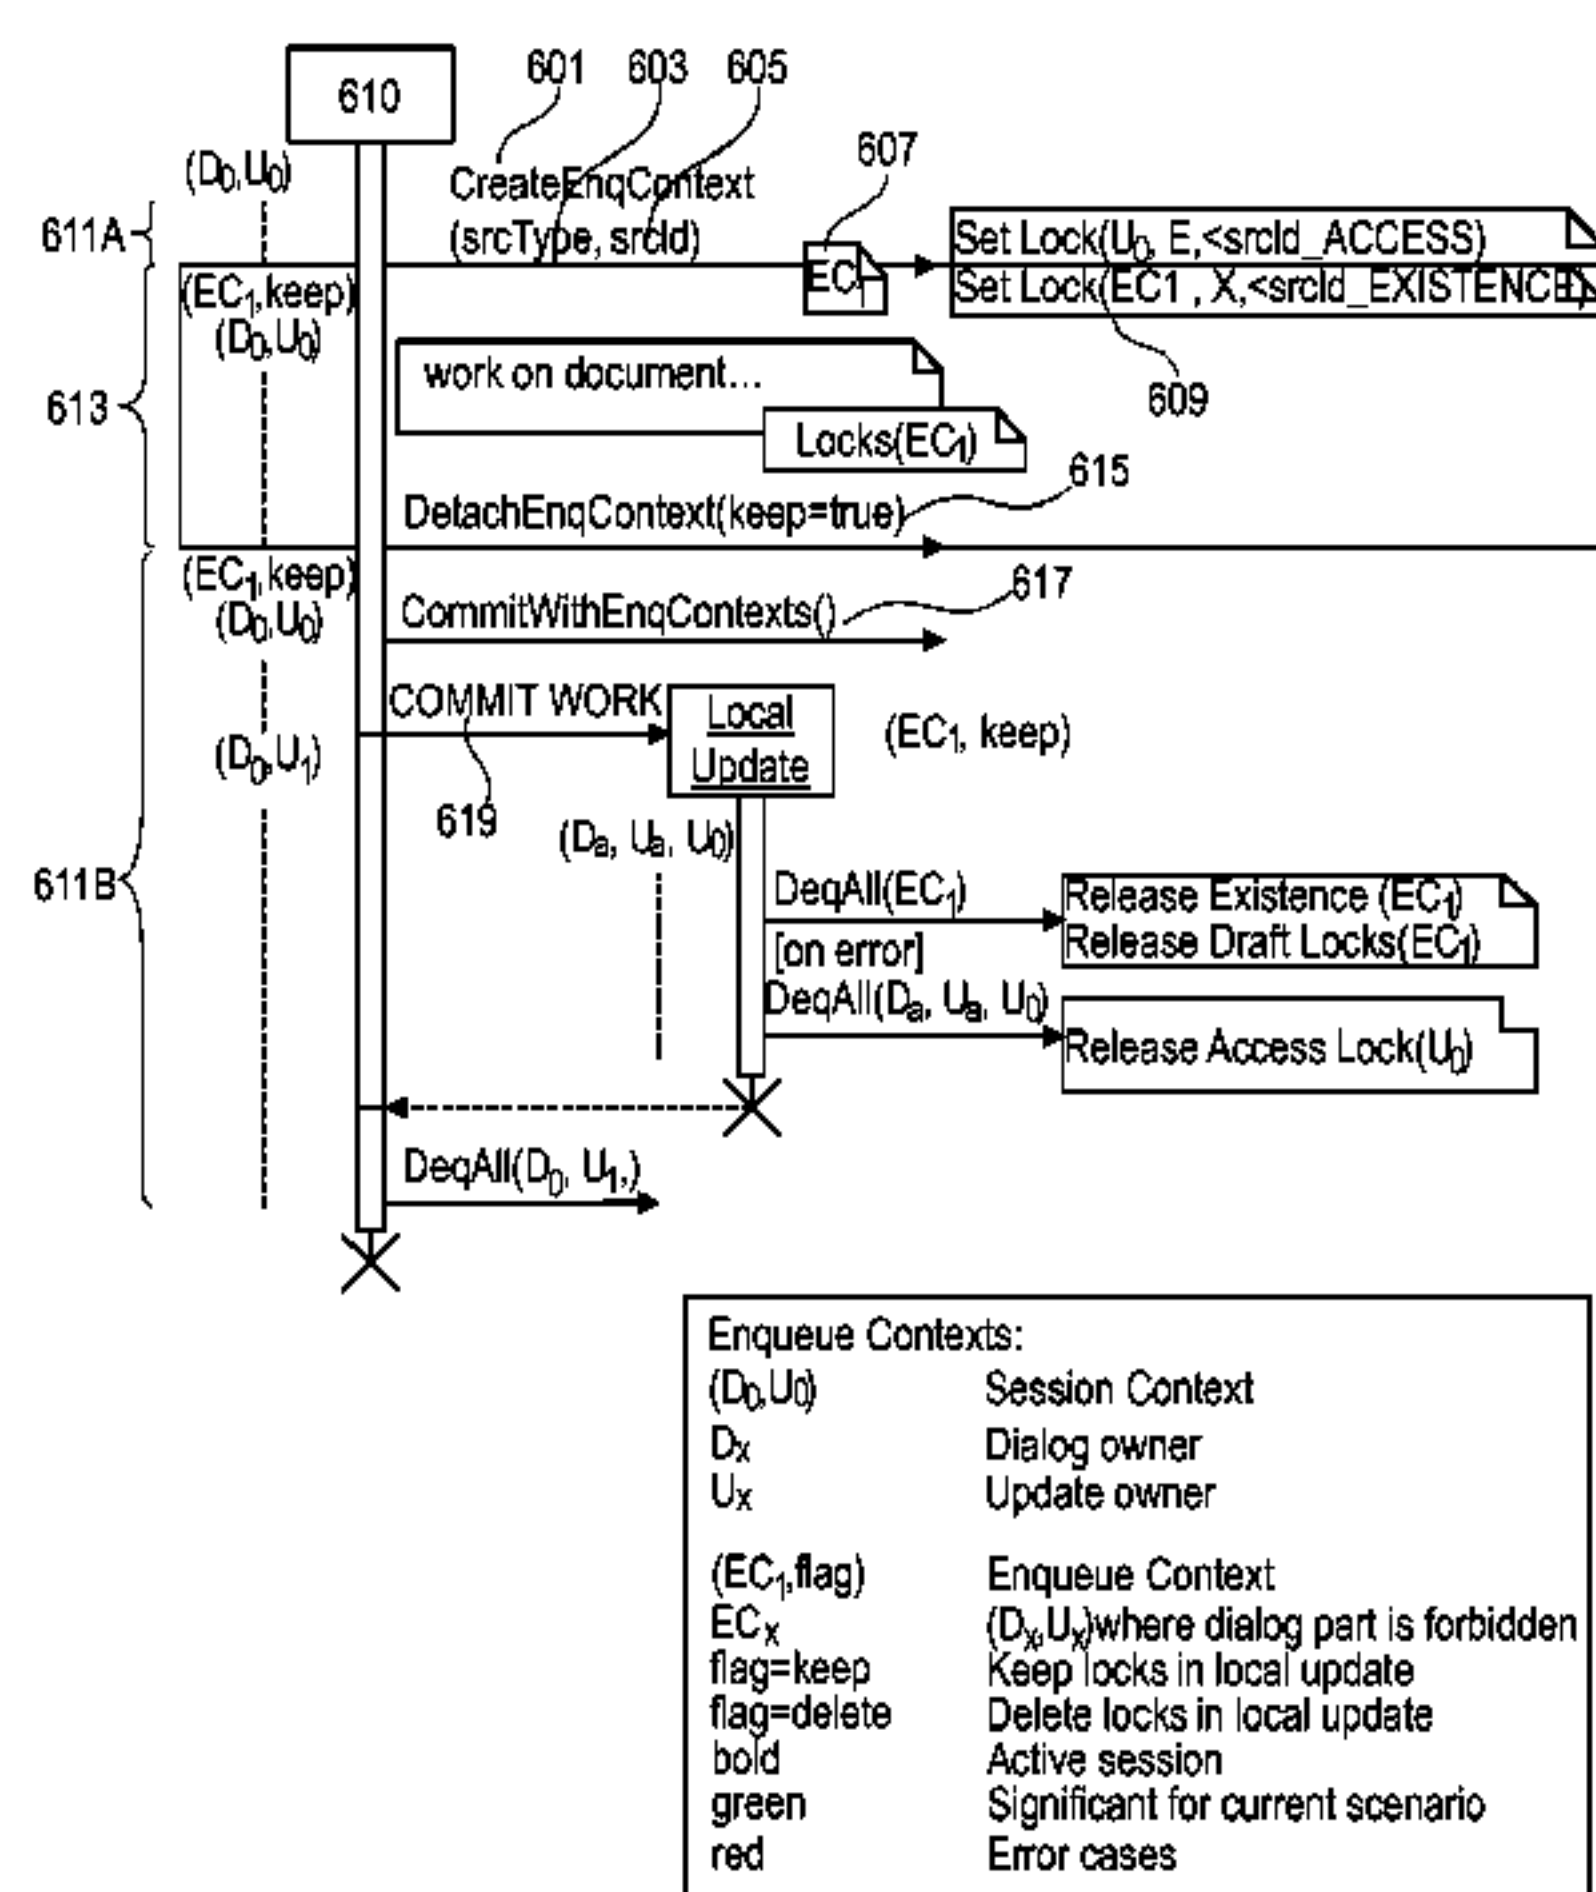 610
601
603
605
607
(D0,U0)
CreateEnqContext
(srcType, srcId)
611A
EC1
Set Lock(U0, E,<srcId_ACCESS)
Set Lock(EC1 , X,<srcId_EXISTENCE)
(EC1,keep)
(D0,U0)
work on document...
609
613
Locks(EC1)
615
DetachEnqContext(keep=true)
(EC1,keep)
617
(D0,U0)
CommitWithEnqContexts()
COMMIT WORK
Local
Update
(EC1, keep)
(D0,U1)
619
(Da, Ua, U0)
611B
DeqAll(EC1)
Release Existence (EC1)
Release Draft Locks(EC1)
[on error]
DeqAll(Da, Ua, U0)
Release Access Lock(U0)
DeqAll(D0, U1,)
Enqueue Contexts:
(D0,U0) Session Context
Dx Dialog owner
Ux Update owner
(EC1,flag) Enqueue Context
ECx (Dx,Ux)where dialog part is forbidden
flag=keep Keep locks in local update
flag=delete Delete locks in local update
bold Active session
green Significant for current scenario
red Error cases